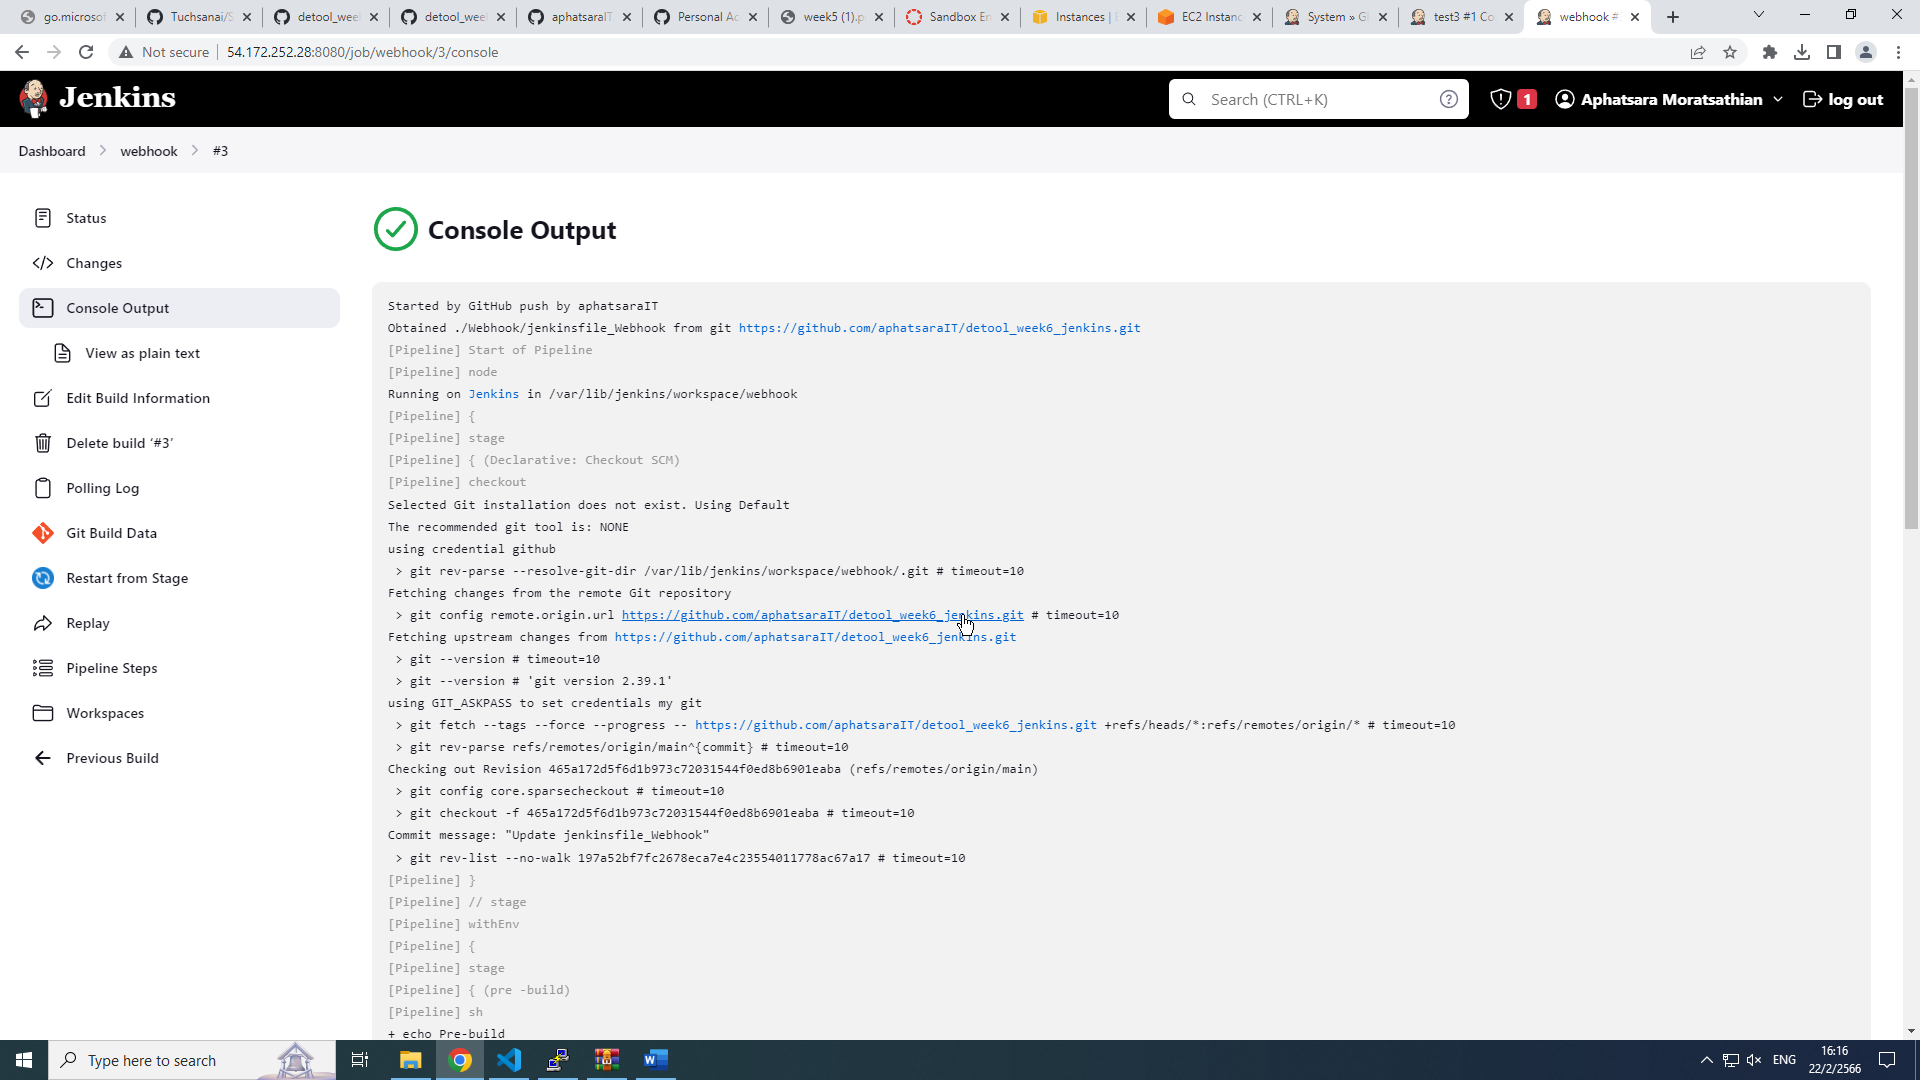 go.microsof
Tuchsanai/S
detool_wee
detool_wee
aphatsaraIT
Personal Ac
week5 (1).p
Sandbox En
Instances | E
EC2 Instanc
System » Gi
test3 #1 Co
webhook #
Not secure
54.172.252.28:8080/job/webhook/3/console
Jenkins
Search (CTRL+K)
1
Aphatsara Moratsathian
log out
Dashboard
webhook
#3
Status
Changes
Console Output
View as plain text
Edit Build Information
Delete build ‘#3’
Polling Log
Git Build Data
Restart from Stage
Replay
Pipeline Steps
Workspaces
Previous Build
Console Output
Started by GitHub push by aphatsaraIT
Obtained ./Webhook/jenkinsfile_Webhook from git https://github.com/aphatsaraIT/detool_week6_jenkins.git
[Pipeline] Start of Pipeline
[Pipeline] node
Running on Jenkins in /var/lib/jenkins/workspace/webhook
[Pipeline] {
[Pipeline] stage
[Pipeline] { (Declarative: Checkout SCM)
[Pipeline] checkout
Selected Git installation does not exist. Using Default
The recommended git tool is: NONE
using credential github
> git rev-parse --resolve-git-dir /var/lib/jenkins/workspace/webhook/.git # timeout=10
Fetching changes from the remote Git repository
> git config remote.origin.url https://github.com/aphatsaraIT/detool_week6_jenkins.git # timeout=10
Fetching upstream changes from https://github.com/aphatsaraIT/detool_week6_jenkins.git
> git --version # timeout=10
> git --version # 'git version 2.39.1'
using GIT_ASKPASS to set credentials my git
> git fetch --tags --force --progress -- https://github.com/aphatsaraIT/detool_week6_jenkins.git +refs/heads/*:refs/remotes/origin/* # timeout=10
> git rev-parse refs/remotes/origin/main^{commit} # timeout=10
Checking out Revision 465a172d5f6d1b973c72031544f0ed8b6901eaba (refs/remotes/origin/main)
> git config core.sparsecheckout # timeout=10
> git checkout -f 465a172d5f6d1b973c72031544f0ed8b6901eaba # timeout=10
Commit message: "Update jenkinsfile_Webhook"
> git rev-list --no-walk 197a52bf7fc2678eca7e4c23554011778ac67a17 # timeout=10
[Pipeline] }
[Pipeline] // stage
[Pipeline] withEnv
[Pipeline] {
[Pipeline] stage
[Pipeline] { (pre -build)
[Pipeline] sh
+ echo Pre-build
Type here to search
ENG
16:16
22/2/2566